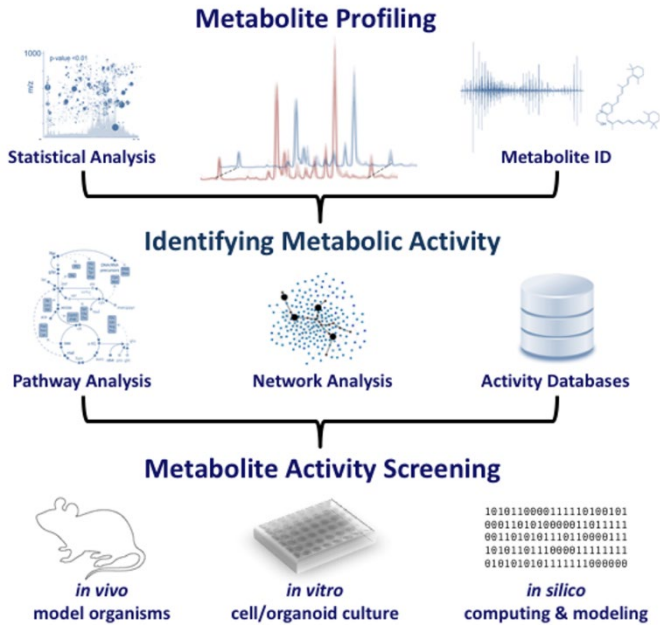 Metabolite Profiling
1000
p-value <0.01
m/z
Statistical Analysis
Metabolite ID
Identifying Metabolic Activity
Pathway Analysis
Network Analysis
Activity Databases
Metabolite Activity Screening
1010110000111110100101
0001101010000011011111
0011010101110110000111
1010110111000011111111
0101010101111111000000
in vivo
model organisms
in vitro
cell/organoid culture
in silico
computing & modeling